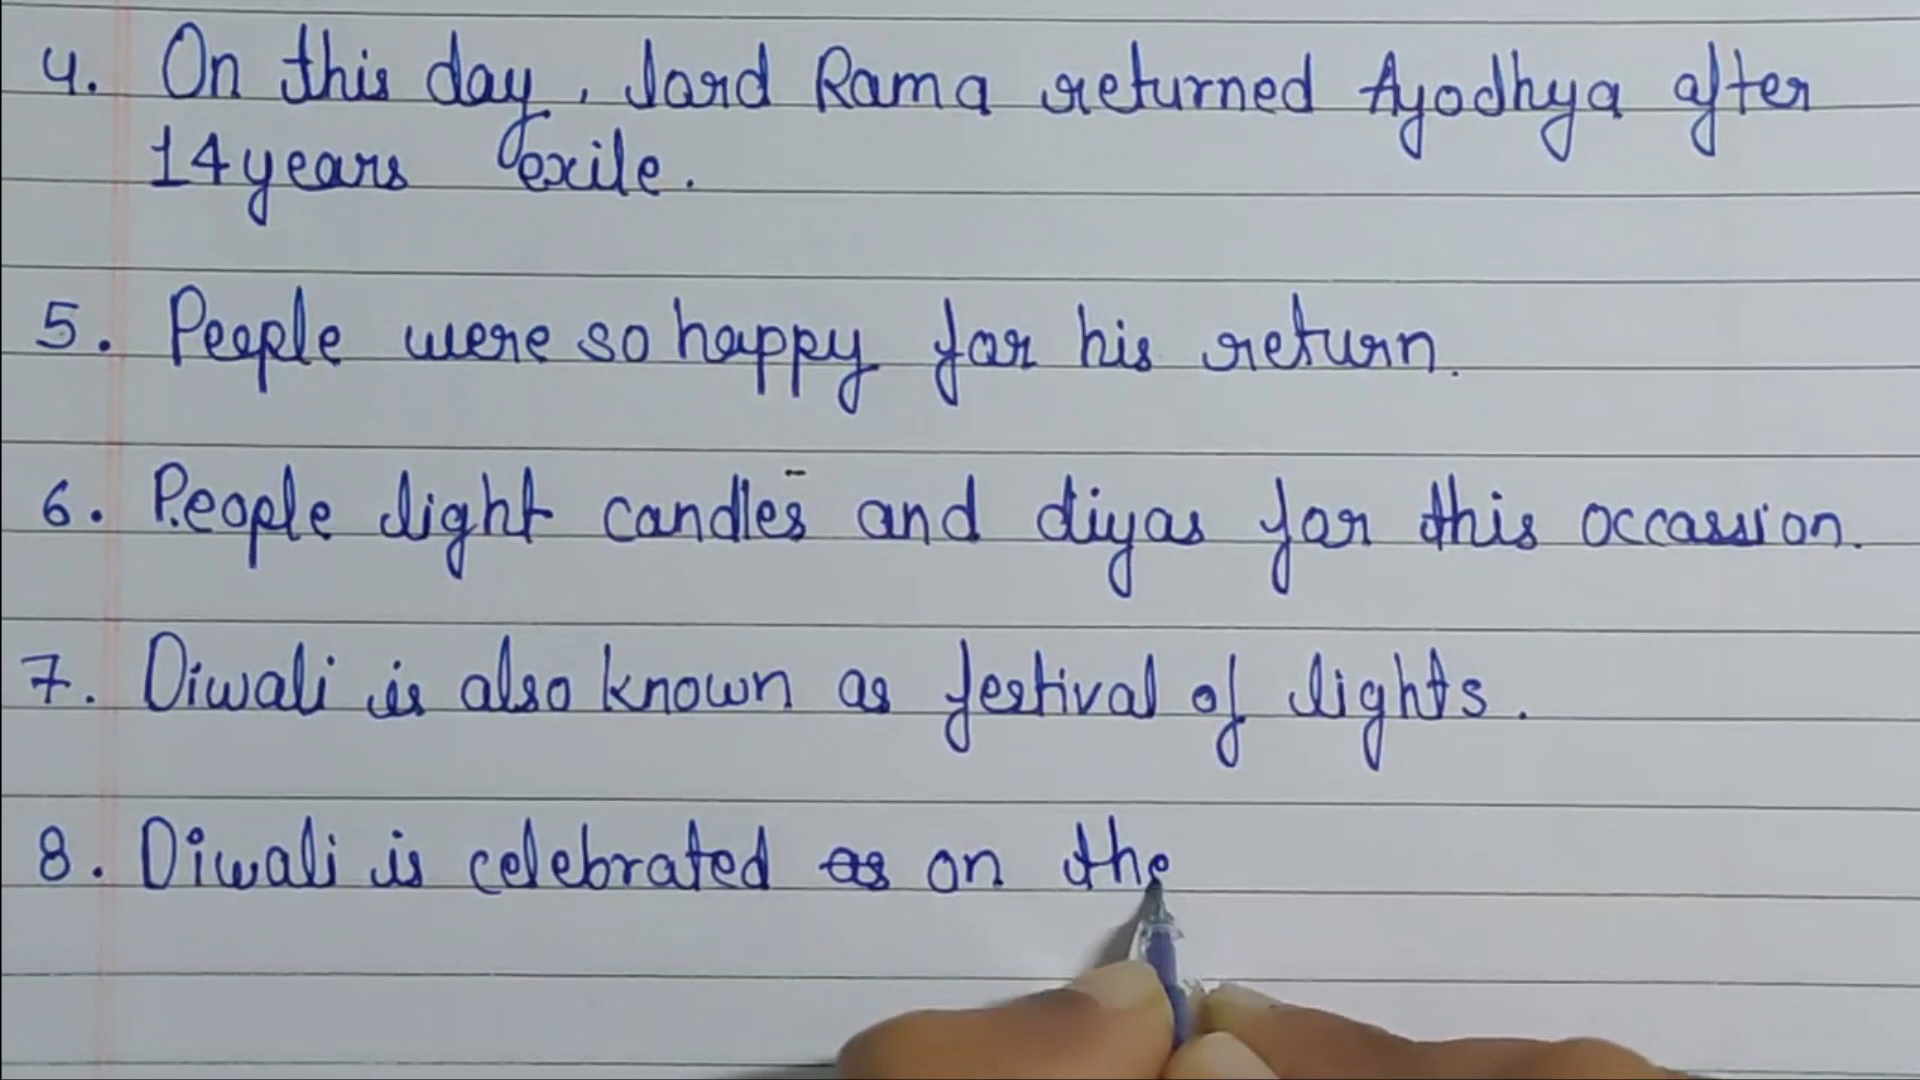 4. On this day, Lord Rama returned Ayodhya after
14 years exile.
5. People were so happy for his return.
6. People light candles and diyas for this occassion.
7. Diwali is also known as festival of lights.
8. Diwali is celebrated as on the